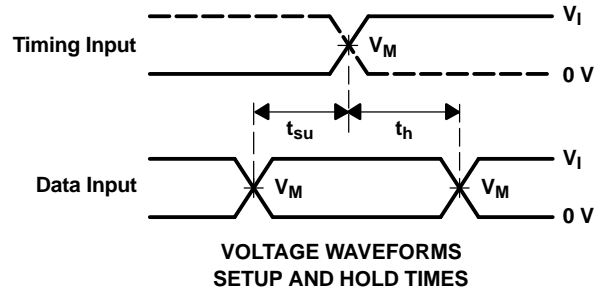 V_I
Timing Input
V_M
0 V
t_su
t_h
V_I
Data Input
V_M
V_M
0 V
VOLTAGE WAVEFORMS
SETUP AND HOLD TIMES